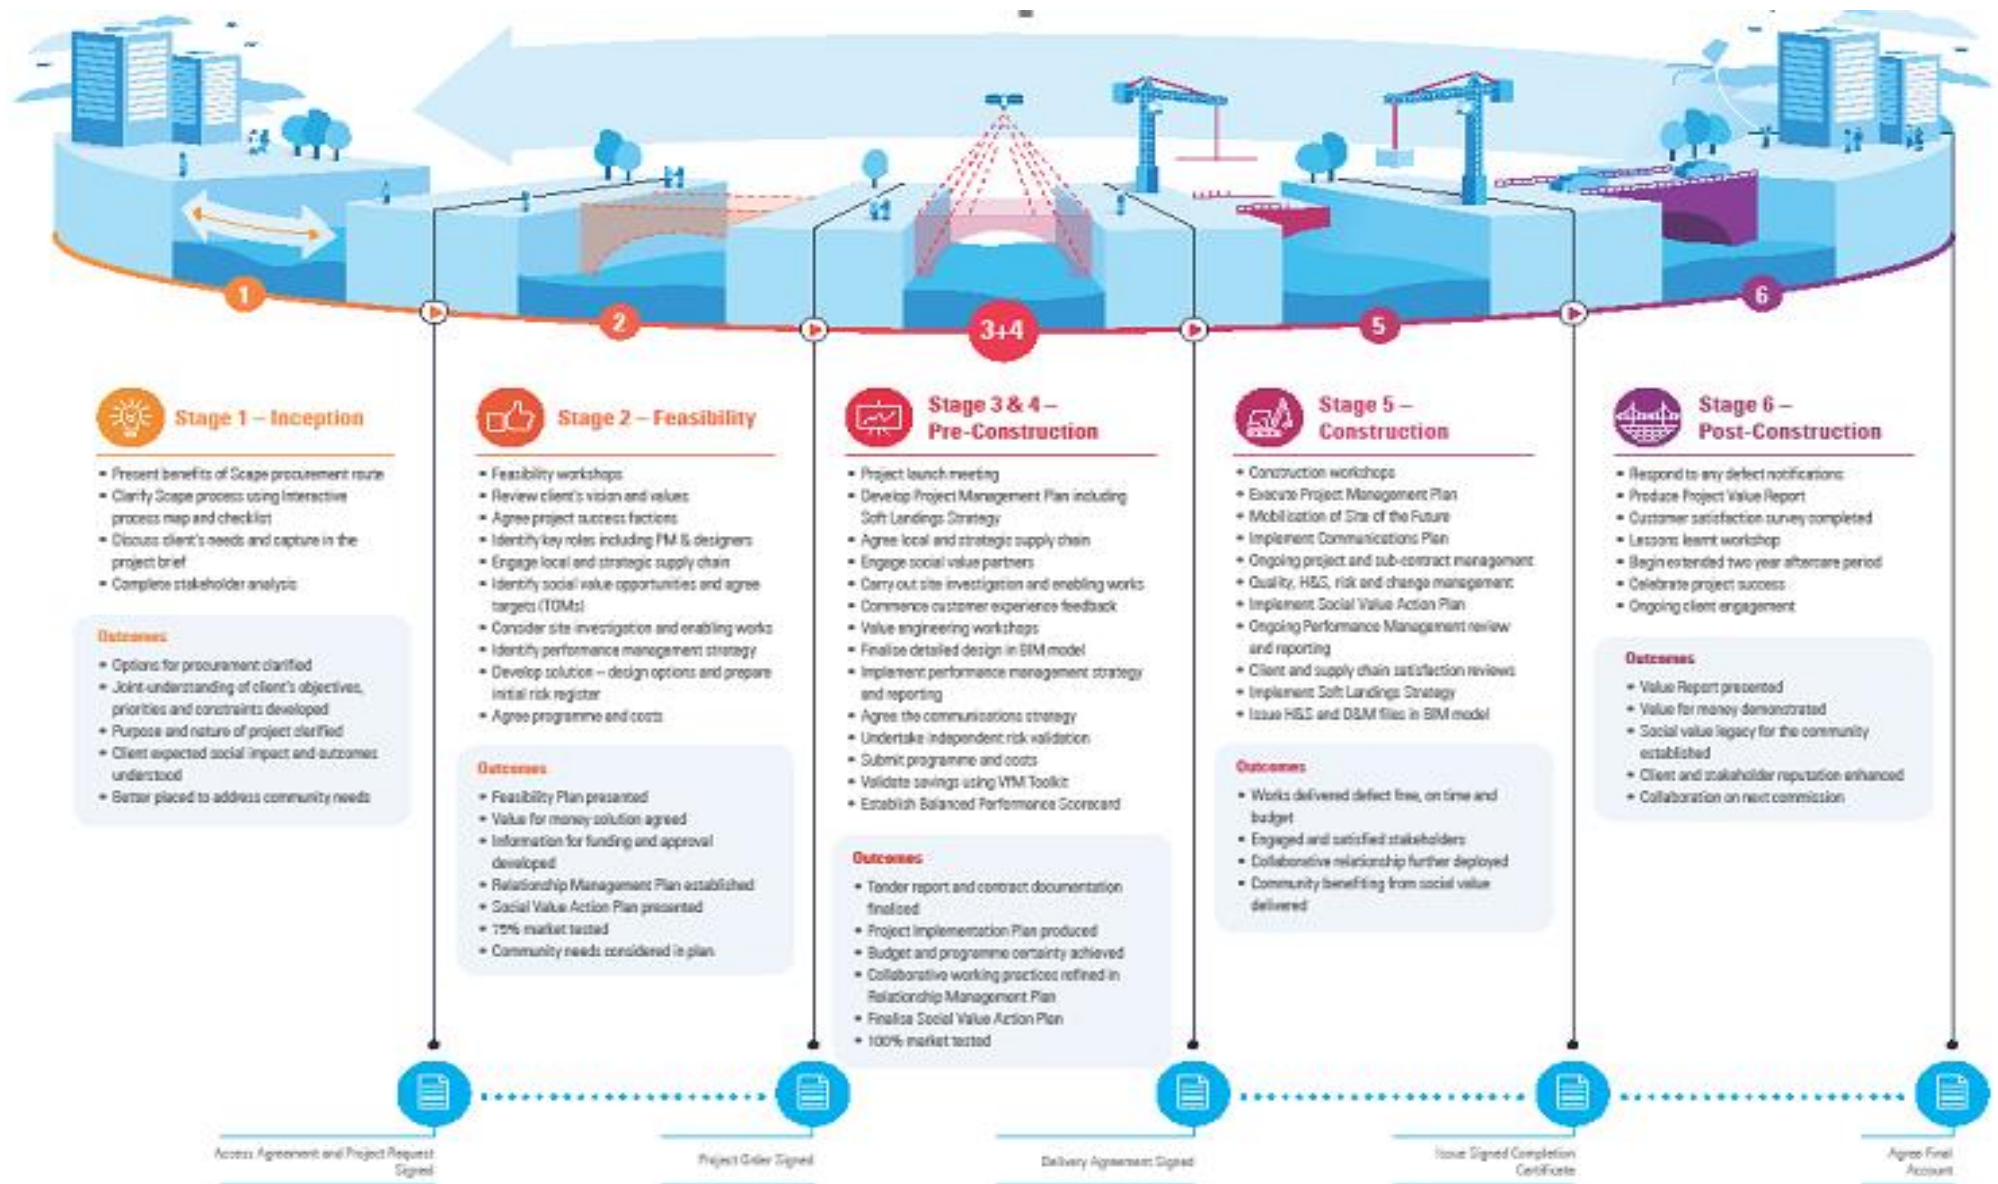 1
2
3+4
5
6
Stage 1 – Inception
• Present benefits of Scape procurement route
• Clarify Scape process using Interactive
process map and checklist
• Discuss client's needs and capture in the
project brief
• Complete stakeholder analysis
Outcomes
• Options for procurement clarified
• Joint understanding of client's objectives,
priorities and constraints developed
• Purpose and nature of project clarified
• Client expected social impact and outcomes
understood
• Better placed to address community needs
Stage 2 – Feasibility
• Feasibility workshops
• Review client's vision and values
• Agree project success factions
• Identify key roles including PM & designers
• Engage local and strategic supply chain
• Identify social value opportunities and agree
targets (TOMs)
• Consider site investigation and enabling works
• Identify performance management strategy
• Develop solution – design options and prepare
initial risk register
• Agree programme and costs
Outcomes
• Feasibility Plan presented
• Value for money solution agreed
• Information for funding and approval
developed
• Relationship Management Plan established
• Social Value Action Plan presented
• 75% market tested
• Community needs considered in plan
Stage 3 & 4 –
Pre-Construction
• Project launch meeting
• Develop Project Management Plan including
Soft Landings Strategy
• Agree local and strategic supply chain
• Engage social value partners
• Carry out site investigation and enabling works
• Commence customer experience feedback
• Value engineering workshops
• Finalise detailed design in BIM model
• Implement performance management strategy
and reporting
• Agree the communications strategy
• Undertake independent risk validation
• Submit programme and costs
• Validate savings using VfM Toolkit
• Establish Balanced Performance Scorecard
Outcomes
• Tender report and contract documentation
finalised
• Project Implementation Plan produced
• Budget and programme certainty achieved
• Collaborative working practices refined in
Relationship Management Plan
• Finalise Social Value Action Plan
• 100% market tested
Stage 5 –
Construction
• Construction workshops
• Execute Project Management Plan
• Mobilisation of Site of the Future
• Implement Communications Plan
• Ongoing project and sub-contract management
• Quality, H&S, risk and change management
• Implement Social Value Action Plan
• Ongoing Performance Management review
and reporting
• Client and supply chain satisfaction reviews
• Implement Soft Landings Strategy
• Issue H&S and O&M files in BIM model
Outcomes
• Works delivered defect free, on time and
budget
• Engaged and satisfied stakeholders
• Collaborative relationship further deployed
• Community benefiting from social value
delivered
Stage 6 –
Post-Construction
• Respond to any defect notifications
• Produce Project Value Report
• Customer satisfaction survey completed
• Lessons learnt workshop
• Begin extended two year aftercare period
• Celebrate project success
• Ongoing client engagement
Outcomes
• Value Report presented
• Value for money demonstrated
• Social value legacy for the community
established
• Client and stakeholder reputation enhanced
• Collaboration on next commission
Access Agreement and Project Request
Signed
Project Order Signed
Delivery Agreement Signed
Issue Signed Completion
Certificate
Agree Final
Account